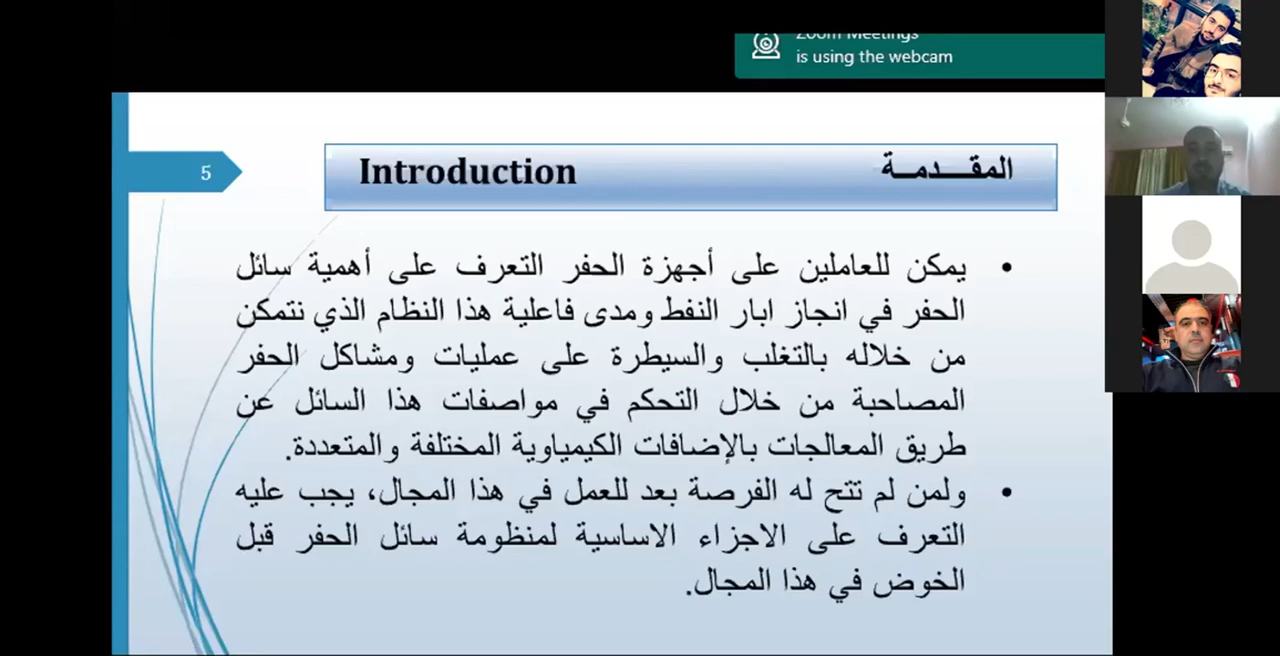 Zoom Meetings
is using the webcam
5
Introduction
المقدمة
• يمكن للعاملين على أجهزة الحفر التعرف على أهمية سائل
الحفر في انجاز ابار النفط ومدى فاعلية هذا النظام الذي نتمكن
من خلاله بالتغلب والسيطرة على عمليات ومشاكل الحفر
المصاحبة من خلال التحكم في مواصفات هذا السائل عن
طريق المعالجات بالإضافات الكيمياوية المختلفة والمتعددة.
• ولمن لم تتح له الفرصة بعد للعمل في هذا المجال، يجب عليه
التعرف على الاجزاء الاساسية لمنظومة سائل الحفر قبل
الخوض في هذا المجال.